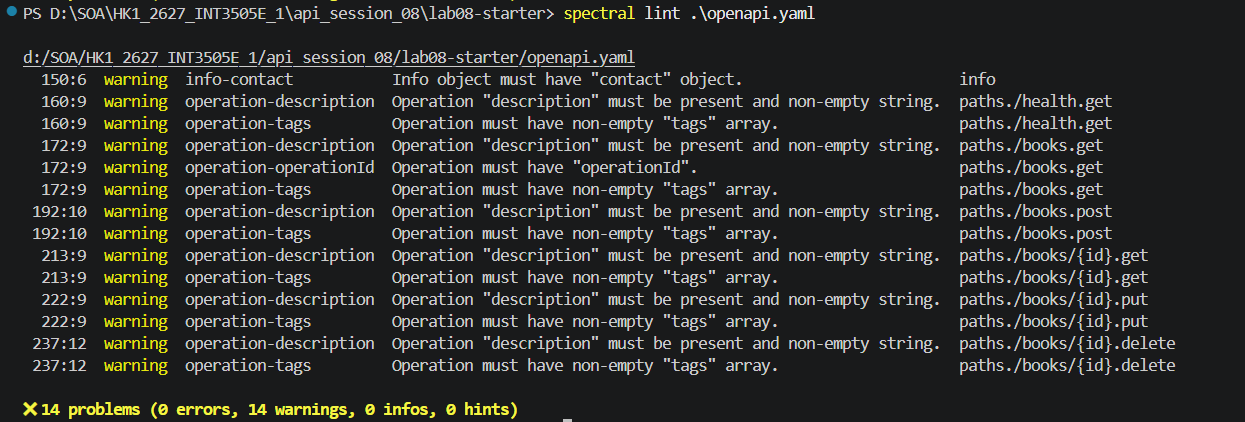 PS D:\SOA\HK1_2627_INT3505E_1\api_session_08\lab08-starter> spectral lint .\openapi.yaml
d:/SOA/HK1_2627_INT3505E_1/api_session_08/lab08-starter/openapi.yaml
150:6 warning info-contact Info object must have "contact" object. info
160:9 warning operation-description Operation "description" must be present and non-empty string. paths./health.get
160:9 warning operation-tags Operation must have non-empty "tags" array. paths./health.get
172:9 warning operation-description Operation "description" must be present and non-empty string. paths./books.get
172:9 warning operation-operationId Operation must have "operationId". paths./books.get
172:9 warning operation-tags Operation must have non-empty "tags" array. paths./books.get
192:10 warning operation-description Operation "description" must be present and non-empty string. paths./books.post
192:10 warning operation-tags Operation must have non-empty "tags" array. paths./books.post
213:9 warning operation-description Operation "description" must be present and non-empty string. paths./books/{id}.get
213:9 warning operation-tags Operation must have non-empty "tags" array. paths./books/{id}.get
222:9 warning operation-description Operation "description" must be present and non-empty string. paths./books/{id}.put
222:9 warning operation-tags Operation must have non-empty "tags" array. paths./books/{id}.put
237:12 warning operation-description Operation "description" must be present and non-empty string. paths./books/{id}.delete
237:12 warning operation-tags Operation must have non-empty "tags" array. paths./books/{id}.delete
✖ 14 problems (0 errors, 14 warnings, 0 infos, 0 hints)